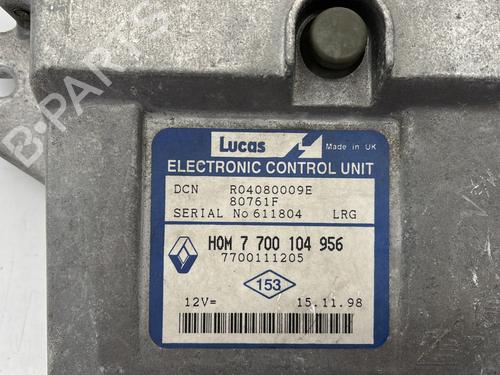 Lucas
Made in UK
ELECTRONIC CONTROL UNIT
DCN R04080009E
80761F
SERIAL No 611804 LRG
HOM 7 700 104 956
7700111205
153
12V= 15.11.98
B-PARTS